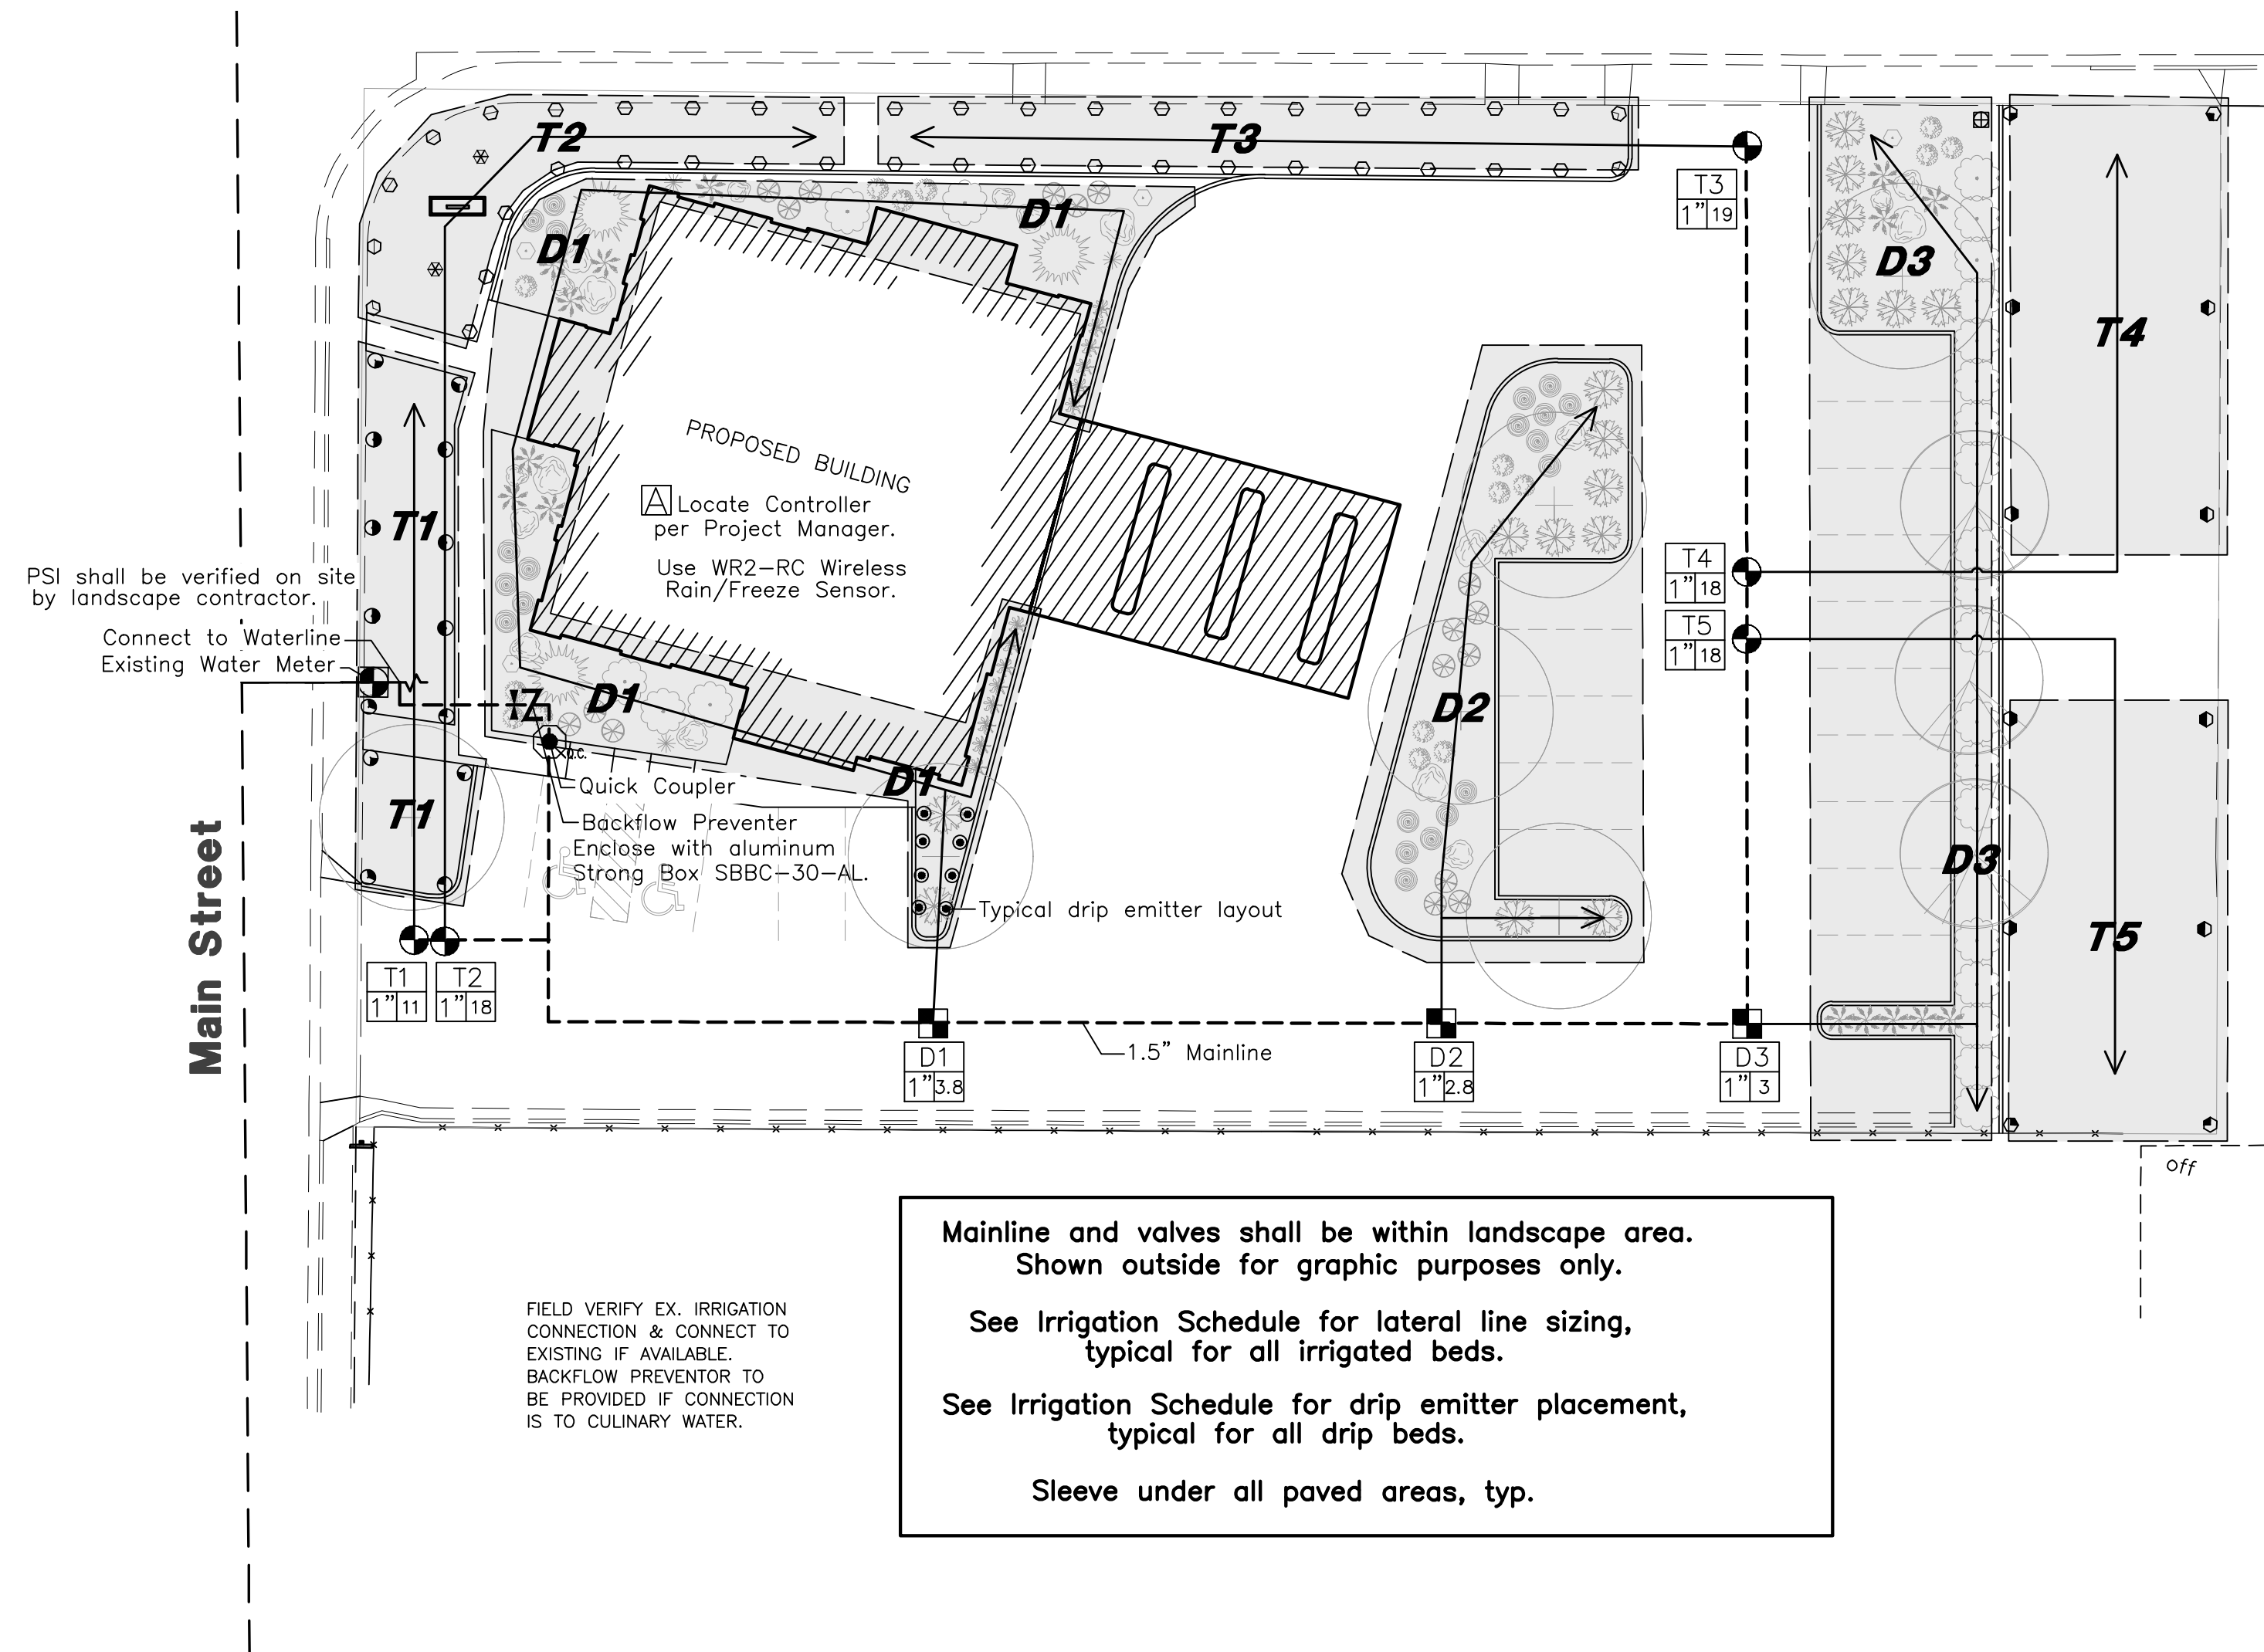 T2
T3
D1
D1
T3
1" 19
D3
T4
PROPOSED BUILDING
A Locate Controller
per Project Manager.
Use WR2-RC Wireless
Rain/Freeze Sensor.
T1
PSI shall be verified on site
by landscape contractor.
Connect to Waterline
Existing Water Meter
T4
1" 18
T5
1" 18
D1
D2
Q.C.
Quick Coupler
D1
T1
Backflow Preventer
Enclose with aluminum
Strong Box SBBC-30-AL.
Typical drip emitter layout
D3
T5
Main Street
T1
1" 11
T2
1" 18
1.5" Mainline
D1
1" 3.8
D2
1" 2.8
D3
1" 3
Off
Mainline and valves shall be within landscape area.
Shown outside for graphic purposes only.
See Irrigation Schedule for lateral line sizing,
typical for all irrigated beds.
See Irrigation Schedule for drip emitter placement,
typical for all drip beds.
Sleeve under all paved areas, typ.
FIELD VERIFY EX. IRRIGATION
CONNECTION & CONNECT TO
EXISTING IF AVAILABLE.
BACKFLOW PREVENTOR TO
BE PROVIDED IF CONNECTION
IS TO CULINARY WATER.